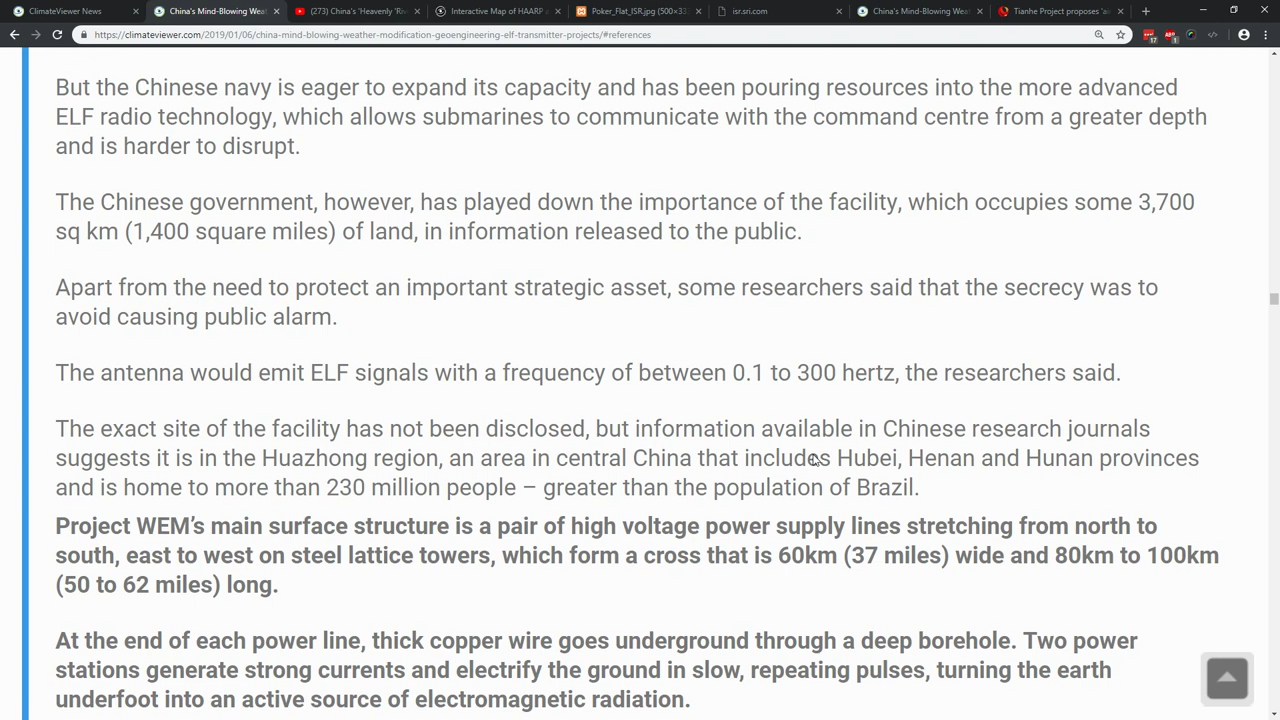 ClimateViewer News
China's Mind-Blowing Weat
(273) China's 'Heavenly 'Riv
Interactive Map of HAARP a
Poker_Flat_ISR.jpg (500×33
isr.sri.com
China's Mind-Blowing Weat
Tianhe Project proposes 'ae
https://climateviewer.com/2019/01/06/china-mind-blowing-weather-modification-geoengineering-elf-transmitter-projects/#references
But the Chinese navy is eager to expand its capacity and has been pouring resources into the more advanced
ELF radio technology, which allows submarines to communicate with the command centre from a greater depth
and is harder to disrupt.
The Chinese government, however, has played down the importance of the facility, which occupies some 3,700
sq km (1,400 square miles) of land, in information released to the public.
Apart from the need to protect an important strategic asset, some researchers said that the secrecy was to
avoid causing public alarm.
The antenna would emit ELF signals with a frequency of between 0.1 to 300 hertz, the researchers said.
The exact site of the facility has not been disclosed, but information available in Chinese research journals
suggests it is in the Huazhong region, an area in central China that includes Hubei, Henan and Hunan provinces
and is home to more than 230 million people – greater than the population of Brazil.
Project WEM's main surface structure is a pair of high voltage power supply lines stretching from north to
south, east to west on steel lattice towers, which form a cross that is 60km (37 miles) wide and 80km to 100km
(50 to 62 miles) long.
At the end of each power line, thick copper wire goes underground through a deep borehole. Two power
stations generate strong currents and electrify the ground in slow, repeating pulses, turning the earth
underfoot into an active source of electromagnetic radiation.